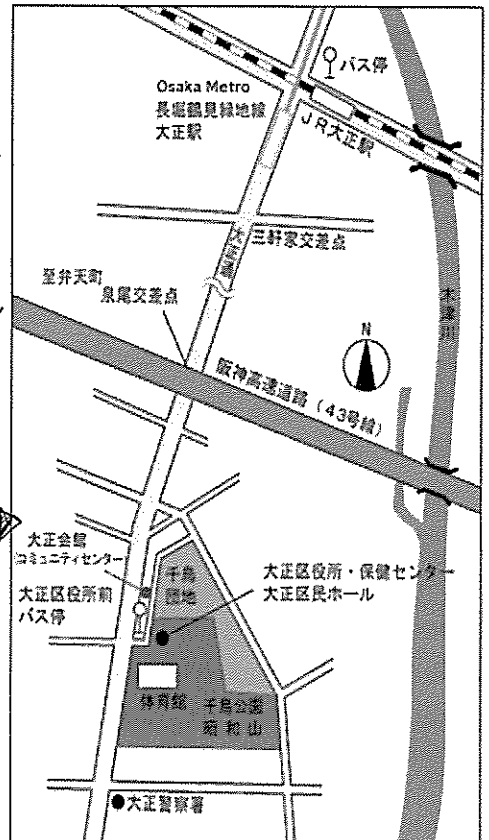 バス停
Osaka Metro
長堀鶴見緑地線
大正駅
JR大正駅
三軒家交差点
大正通
至弁天町
泉尾交差点
木津川
N
阪神高速道路(43号線)
大正会館
(コミュニティセンター)
千島
団地
大正区役所・保健センター
大正区民ホール
大正区役所前
バス停
体育館
千島公園
昭和山
大正警察署